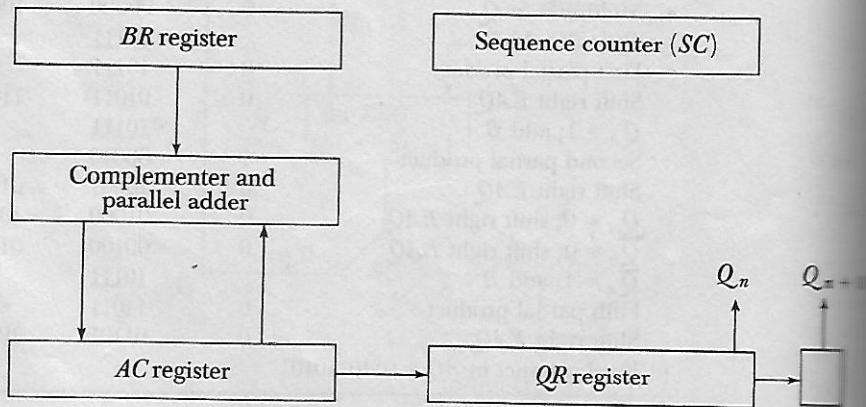 BR register
Sequence counter (SC)
Complementer and
parallel adder
Qn
AC register
QR register